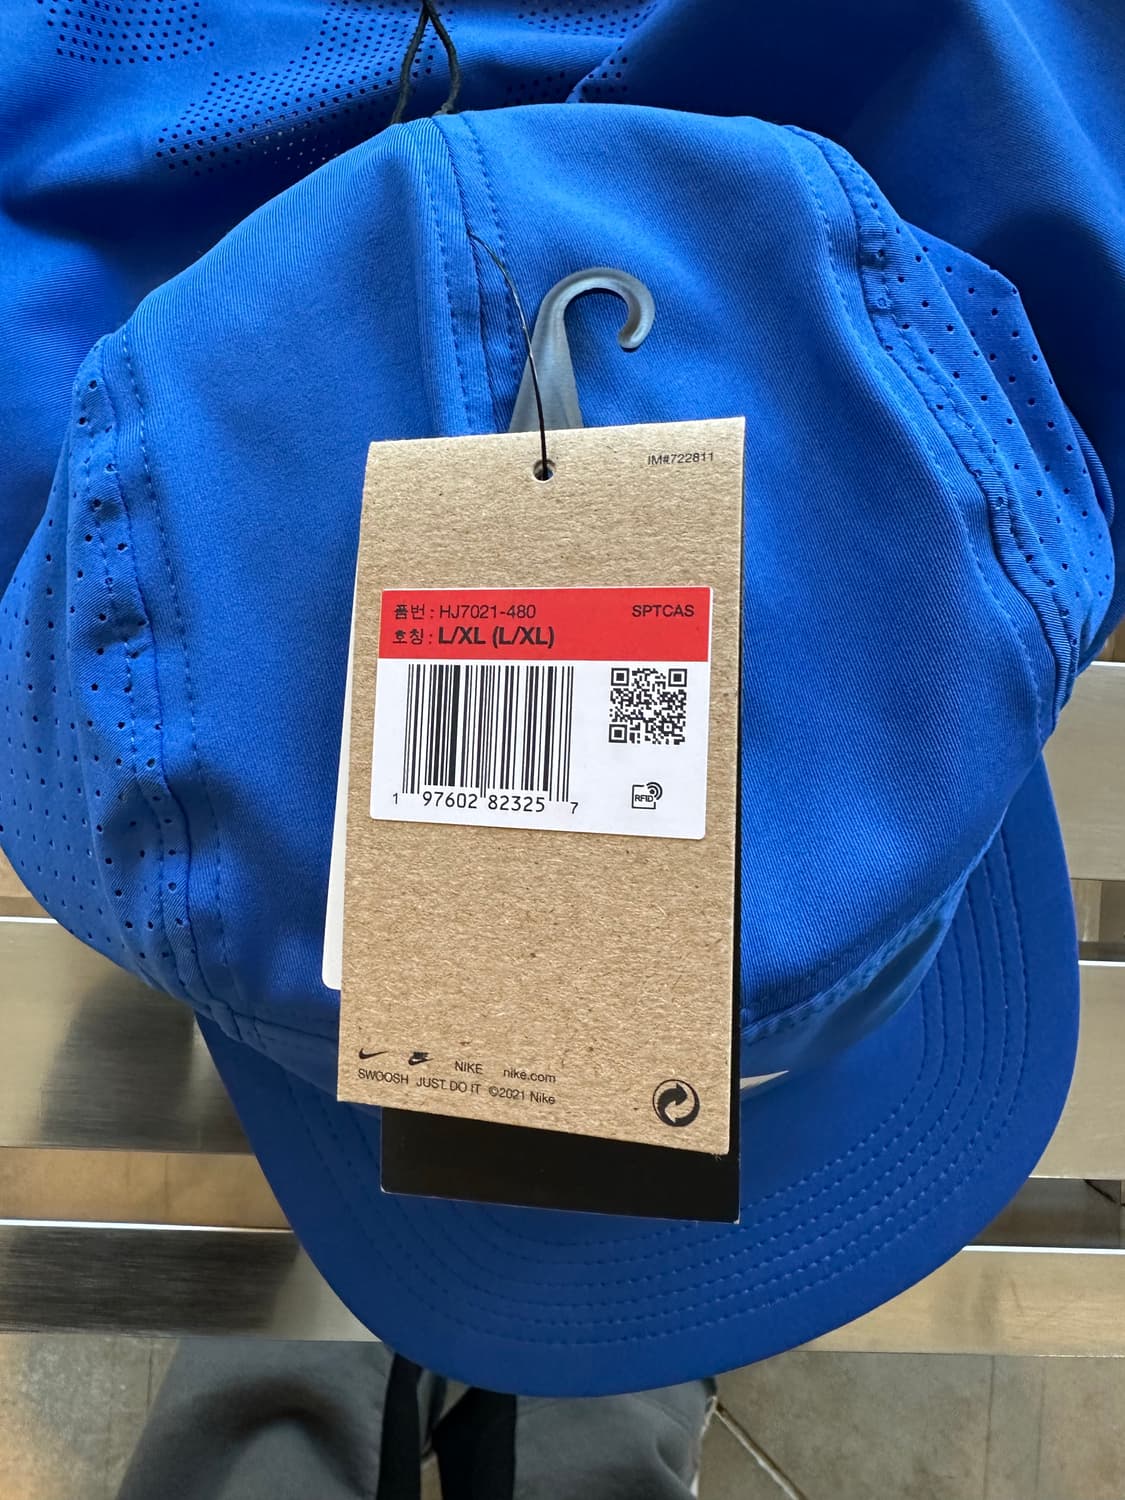 IM#722811
품번 : HJ7021-480 SPTCAS
호칭 : L/XL (L/XL)
1 97602 82325 7
RFID
NIKE nike.com
SWOOSH JUST DO IT ©2021 Nike